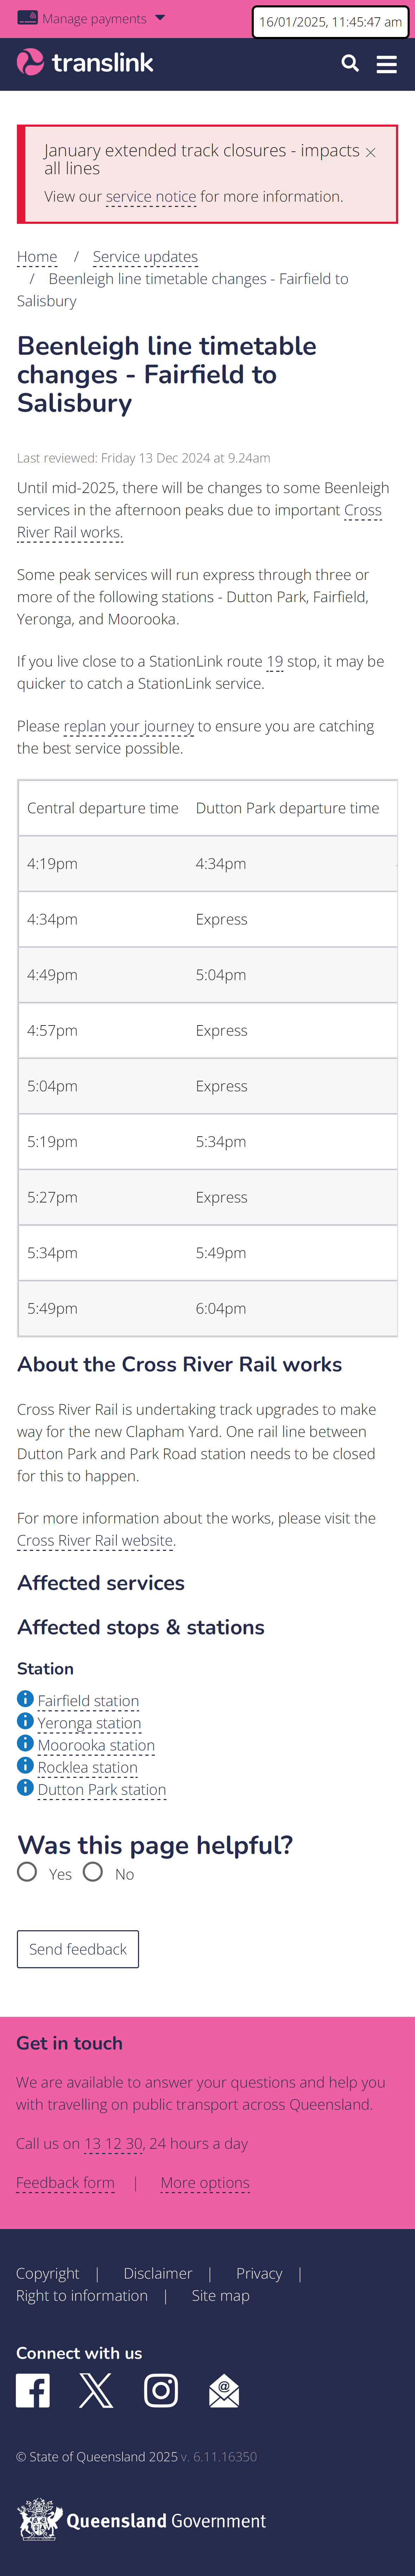 Manage payments
16/01/2025, 11:45:47 am
translink
January extended track closures - impacts
all lines
View our service notice for more information.
Home / Service updates
/ Beenleigh line timetable changes - Fairfield to
Salisbury
Beenleigh line timetable
changes - Fairfield to
Salisbury
Last reviewed: Friday 13 Dec 2024 at 9.24am
Until mid-2025, there will be changes to some Beenleigh
services in the afternoon peaks due to important Cross
River Rail works.
Some peak services will run express through three or
more of the following stations - Dutton Park, Fairfield,
Yeronga, and Moorooka.
If you live close to a StationLink route 19 stop, it may be
quicker to catch a StationLink service.
Please replan your journey to ensure you are catching
the best service possible.
Central departure time Dutton Park departure time
4:19pm 4:34pm
4:34pm Express
4:49pm 5:04pm
4:57pm Express
5:04pm Express
5:19pm 5:34pm
5:27pm Express
5:34pm 5:49pm
5:49pm 6:04pm
About the Cross River Rail works
Cross River Rail is undertaking track upgrades to make
way for the new Clapham Yard. One rail line between
Dutton Park and Park Road station needs to be closed
for this to happen.
For more information about the works, please visit the
Cross River Rail website.
Affected services
Affected stops & stations
Station
Fairfield station
Yeronga station
Moorooka station
Rocklea station
Dutton Park station
Was this page helpful?
Yes No
Send feedback
Get in touch
We are available to answer your questions and help you
with travelling on public transport across Queensland.
Call us on 13 12 30, 24 hours a day
Feedback form | More options
Copyright | Disclaimer | Privacy |
Right to information | Site map
Connect with us
© State of Queensland 2025 v. 6.11.16350
Queensland Government